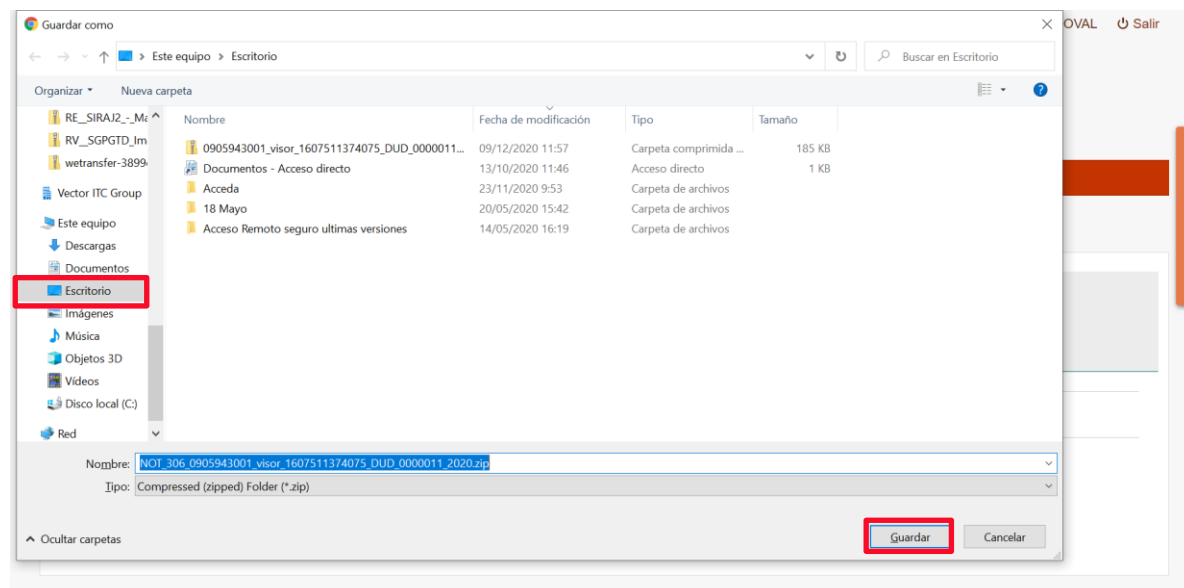 Guardar como
OVAL Salir
Este equipo > Escritorio
Buscar en Escritorio
Organizar Nueva carpeta
RE_SIRAJ2_-_Ma
RV__SGPGTD_Im
wetransfer-3899
Vector ITC Group
Este equipo
Descargas
Documentos
Escritorio
Imágenes
Música
Objetos 3D
Vídeos
Disco local (C:)
Red
Nombre Fecha de modificación Tipo Tamaño
0905943001_visor_1607511374075_DUD_0000011... 09/12/2020 11:57 Carpeta comprimida ... 185 KB
Documentos - Acceso directo 13/10/2020 11:46 Acceso directo 1 KB
Acceda 23/11/2020 9:53 Carpeta de archivos
18 Mayo 20/05/2020 15:42 Carpeta de archivos
Acceso Remoto seguro ultimas versiones 14/05/2020 16:19 Carpeta de archivos
Nombre: NOT_306_0905943001_visor_1607511374075_DUD_0000011_2020.zip
Tipo: Compressed (zipped) Folder (*.zip)
Ocultar carpetas
Guardar Cancelar